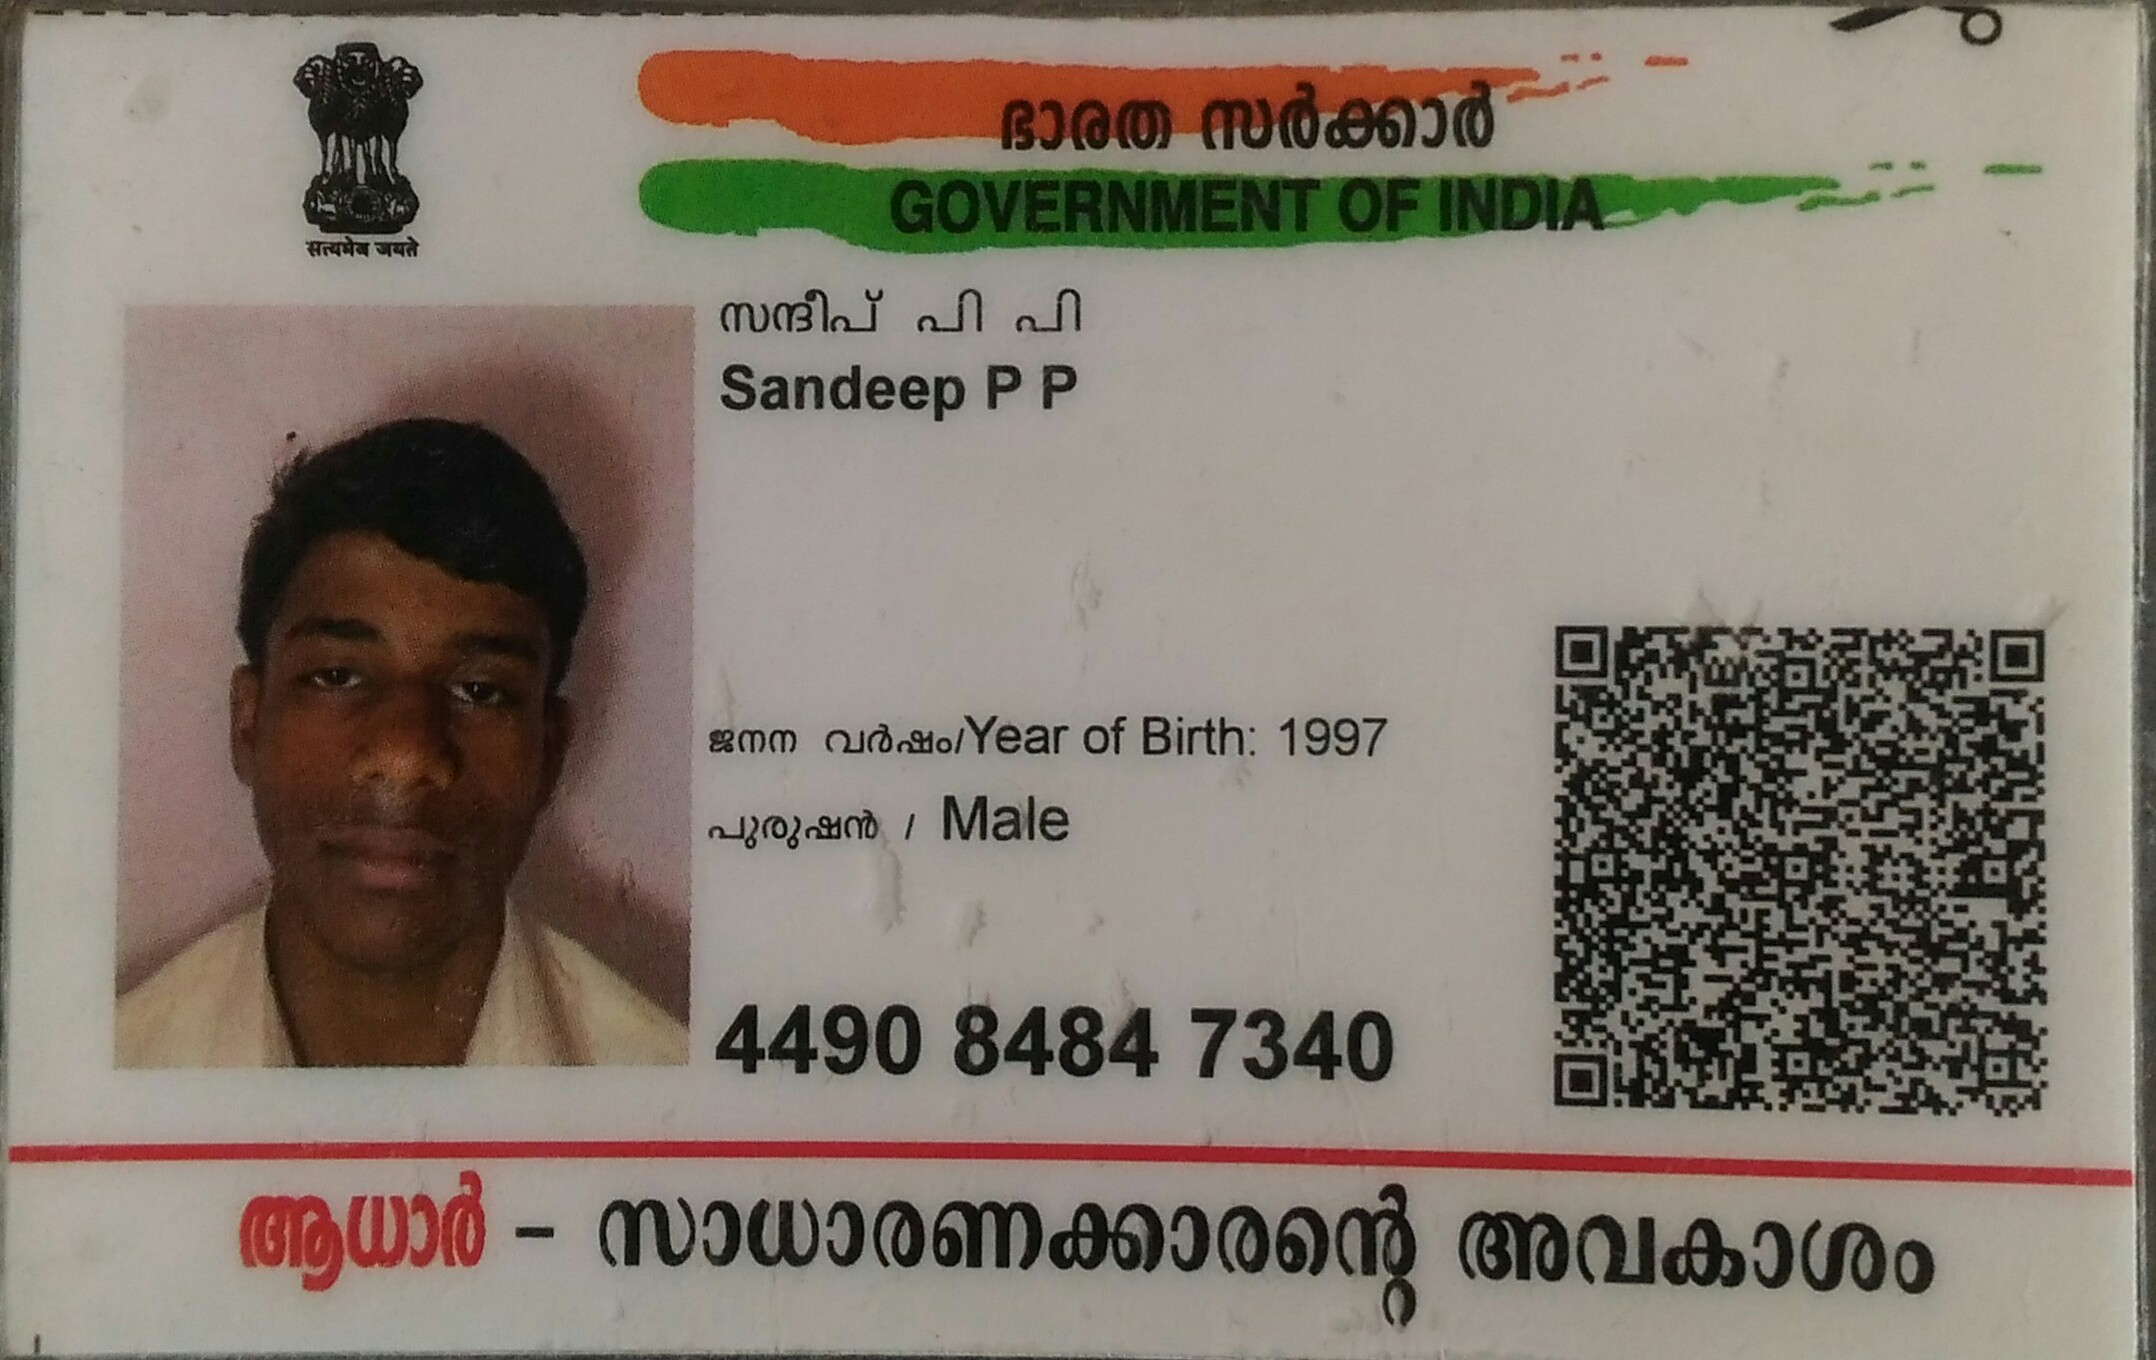 ഭാരത സർക്കാർ
GOVERNMENT OF INDIA
सत्यमेव जयते
സന്ദീപ് പി പി
Sandeep P P
ജനന വർഷം/Year of Birth: 1997
പുരുഷൻ / Male
4490 8484 7340
ആധാർ – സാധാരണക്കാരന്റെ അവകാശം